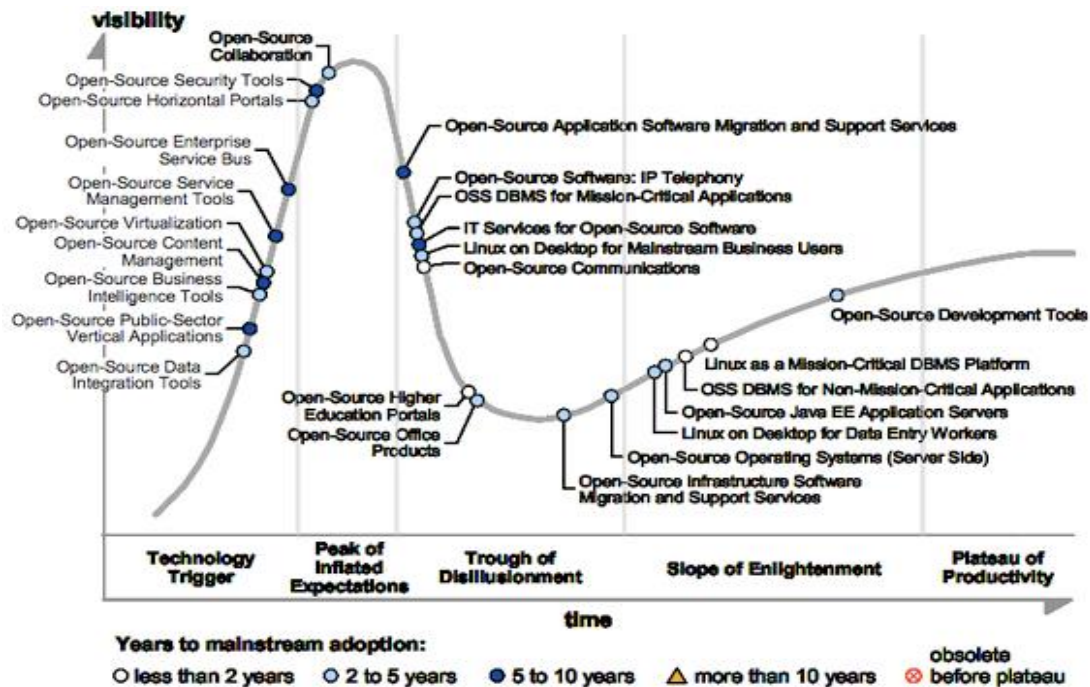 visibility
Open-Source
Collaboration
Open-Source Security Tools
Open-Source Horizontal Portals
Open-Source Enterprise
Service Bus
Open-Source Service
Management Tools
Open-Source Virtualization
Open-Source Content
Management
Open-Source Business
Intelligence Tools
Open-Source Public-Sector
Vertical Applications
Open-Source Data
Integration Tools
Open-Source Application Software Migration and Support Services
Open-Source Software: IP Telephony
OSS DBMS for Mission-Critical Applications
IT Services for Open-Source Software
Linux on Desktop for Mainstream Business Users
Open-Source Communications
Open-Source Higher
Education Portals
Open-Source Office
Products
Open-Source Development Tools
Linux as a Mission-Critical DBMS Platform
OSS DBMS for Non-Mission-Critical Applications
Open-Source Java EE Application Servers
Linux on Desktop for Data Entry Workers
Open-Source Operating Systems (Server Side)
Open-Source Infrastructure Software
Migration and Support Services
Technology
Trigger
Peak of
Inflated
Expectations
Trough of
Disillusionment
Slope of Enlightenment
Plateau of
Productivity
time
Years to mainstream adoption:
less than 2 years
2 to 5 years
5 to 10 years
more than 10 years
obsolete
before plateau